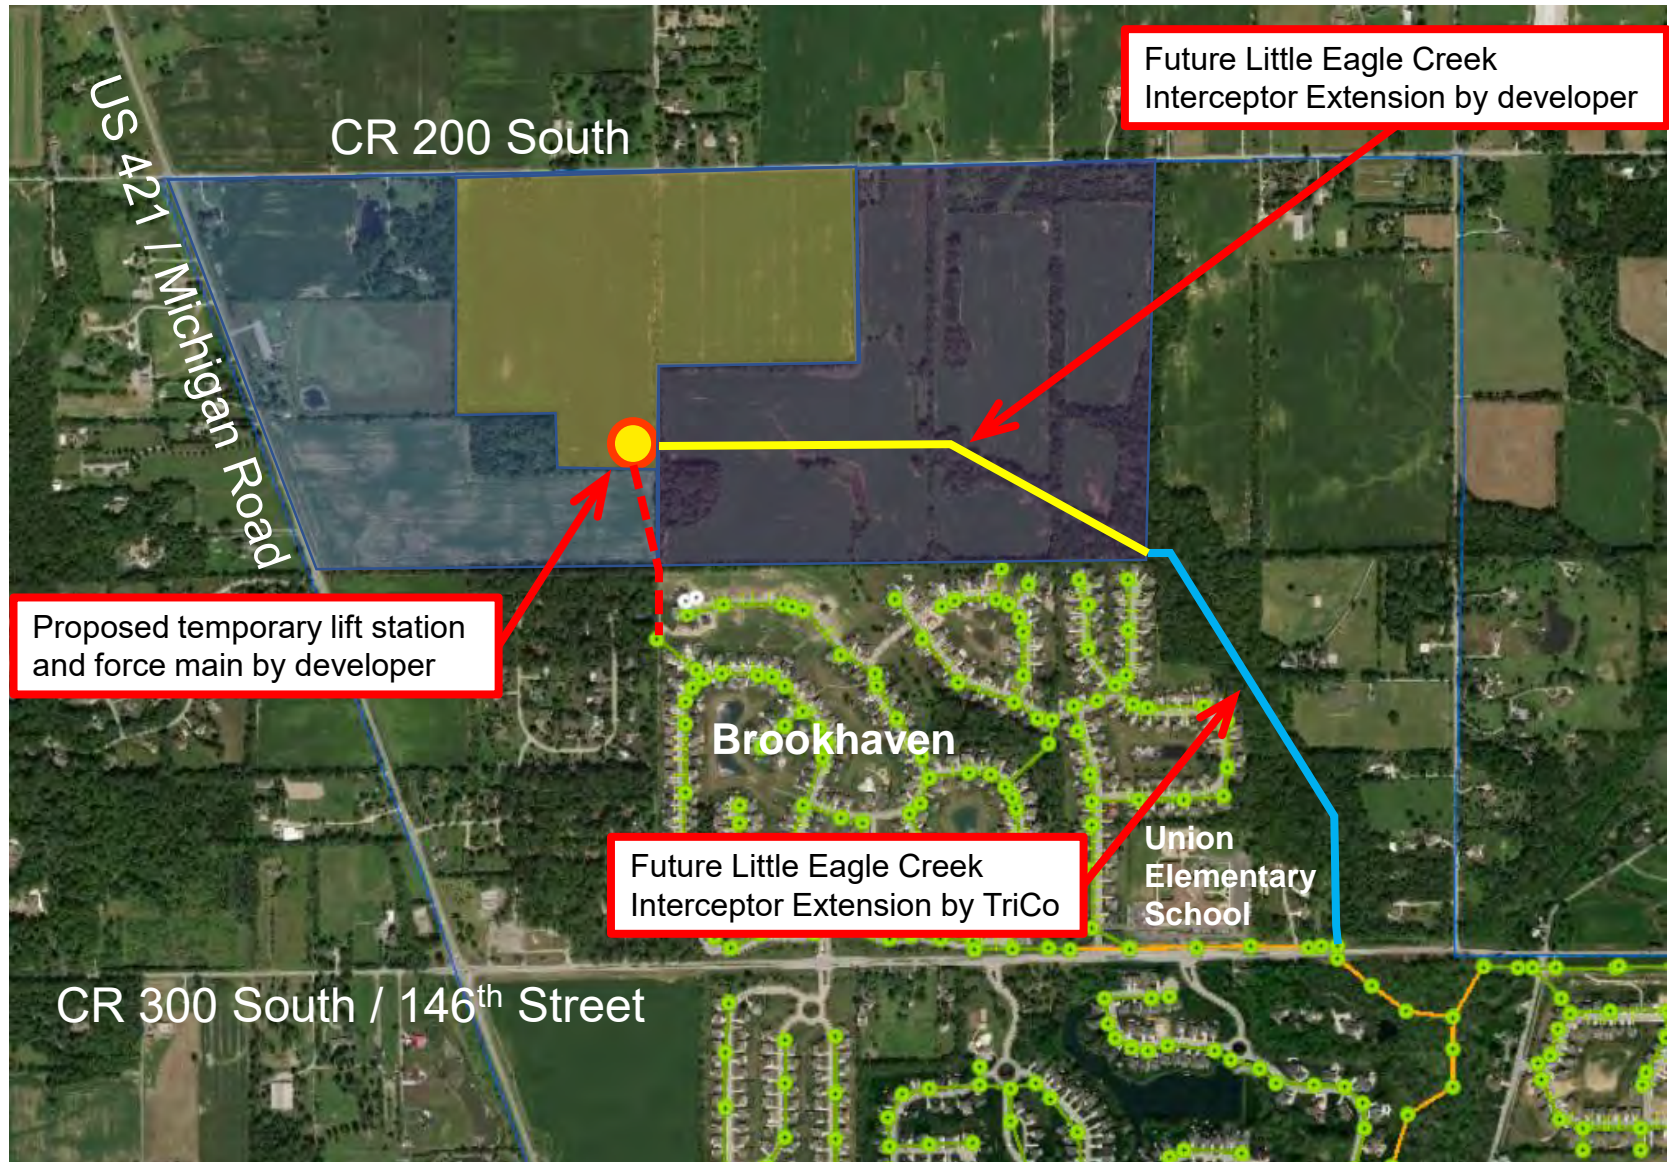 Future Little Eagle Creek
Interceptor Extension by developer
CR 200 South
US 421 / Michigan Road
Proposed temporary lift station
and force main by developer
Brookhaven
Future Little Eagle Creek
Interceptor Extension by TriCo
Union
Elementary
School
CR 300 South / 146th Street